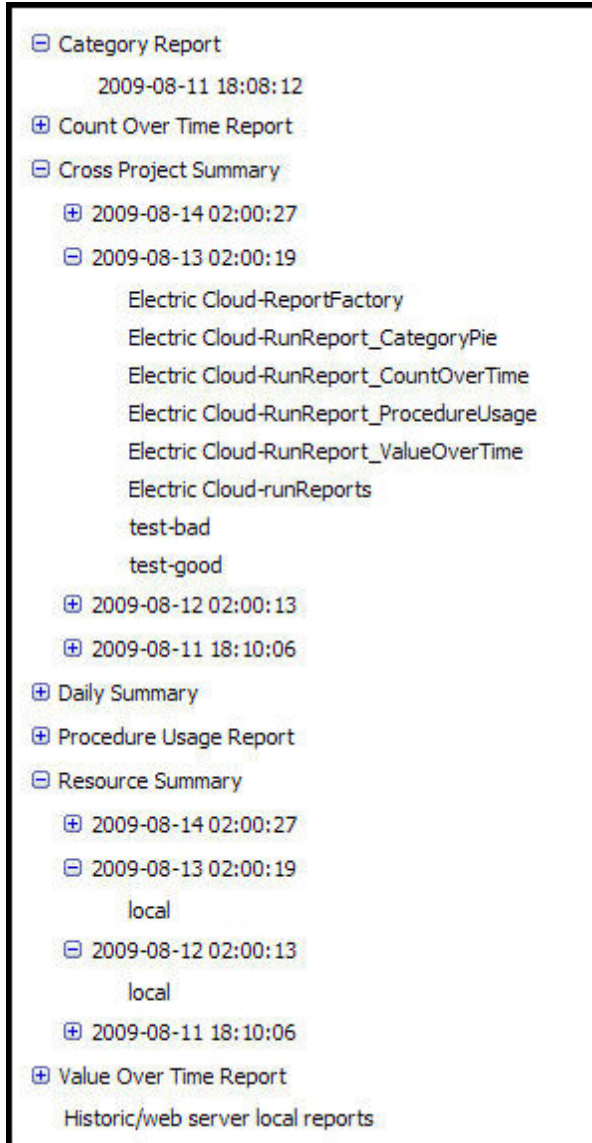 Category Report
2009-08-11 18:08:12
Count Over Time Report
Cross Project Summary
2009-08-14 02:00:27
2009-08-13 02:00:19
Electric Cloud-ReportFactory
Electric Cloud-RunReport_CategoryPie
Electric Cloud-RunReport_CountOverTime
Electric Cloud-RunReport_ProcedureUsage
Electric Cloud-RunReport_ValueOverTime
Electric Cloud-runReports
test-bad
test-good
2009-08-12 02:00:13
2009-08-11 18:10:06
Daily Summary
Procedure Usage Report
Resource Summary
2009-08-14 02:00:27
2009-08-13 02:00:19
local
2009-08-12 02:00:13
local
2009-08-11 18:10:06
Value Over Time Report
Historic/web server local reports